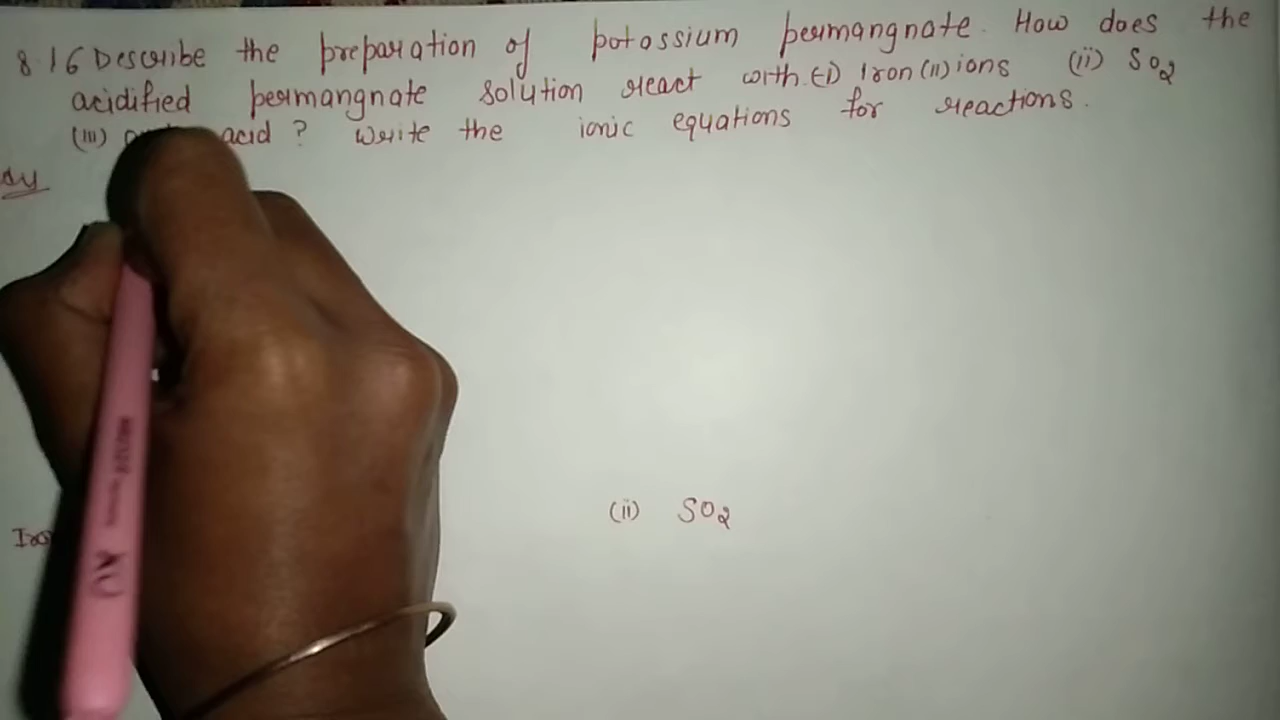 8.16 Describe the preparation of potassium permangnate. How does the
acidified permangnate solution react with (i) Iron(II) ions (ii) SO2
(III) acid ? Write the ionic equations for reactions.
(ii) SO2